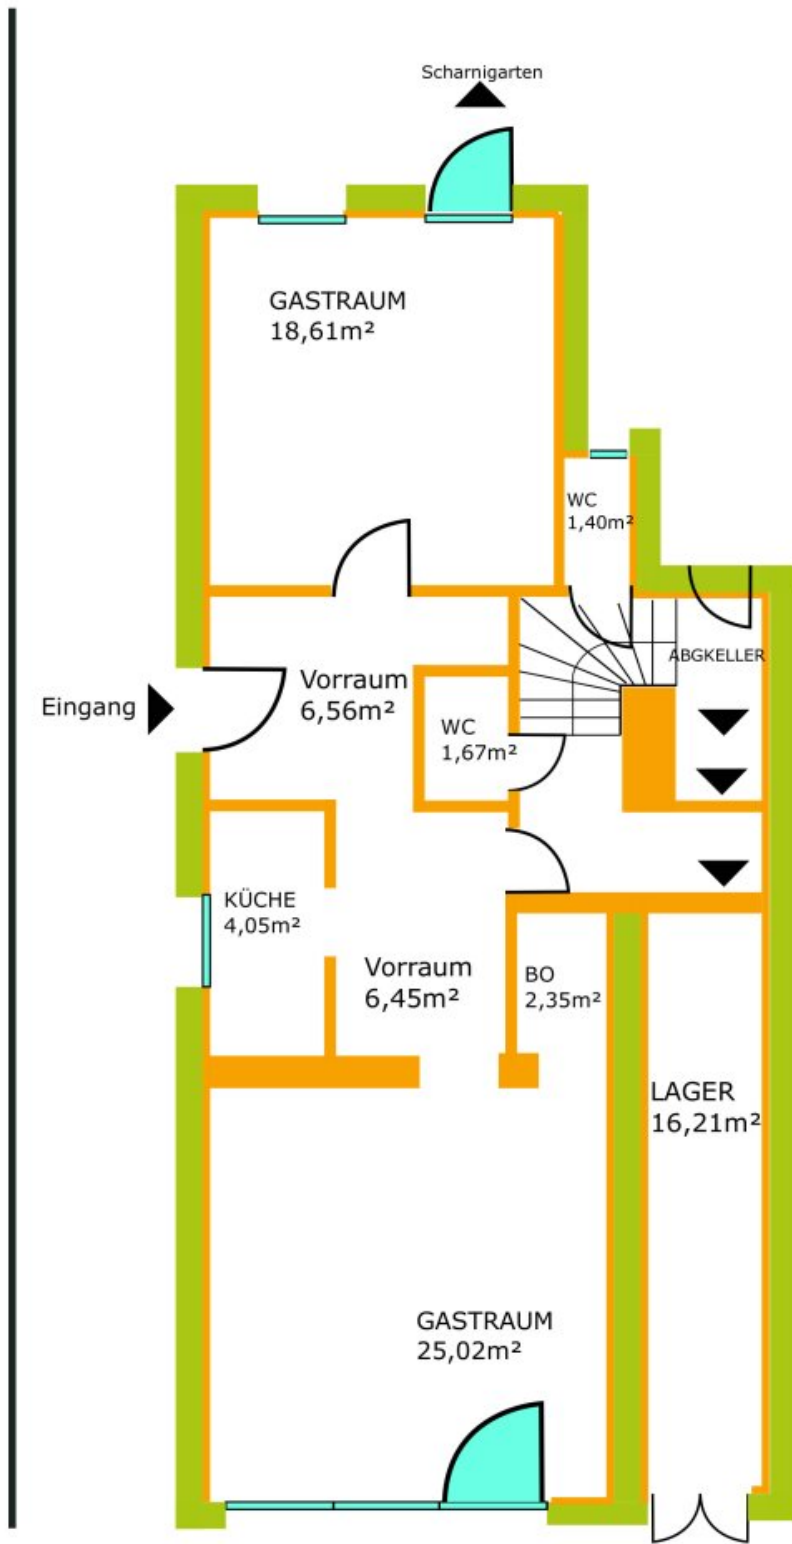 Scharnigarten
GASTRAUM
18,61m²
WC
1,40m²
ABGKELLER
Vorraum
6,56m²
Eingang
WC
1,67m²
KÜCHE
4,05m²
Vorraum
6,45m²
BO
2,35m²
LAGER
16,21m²
GASTRAUM
25,02m²